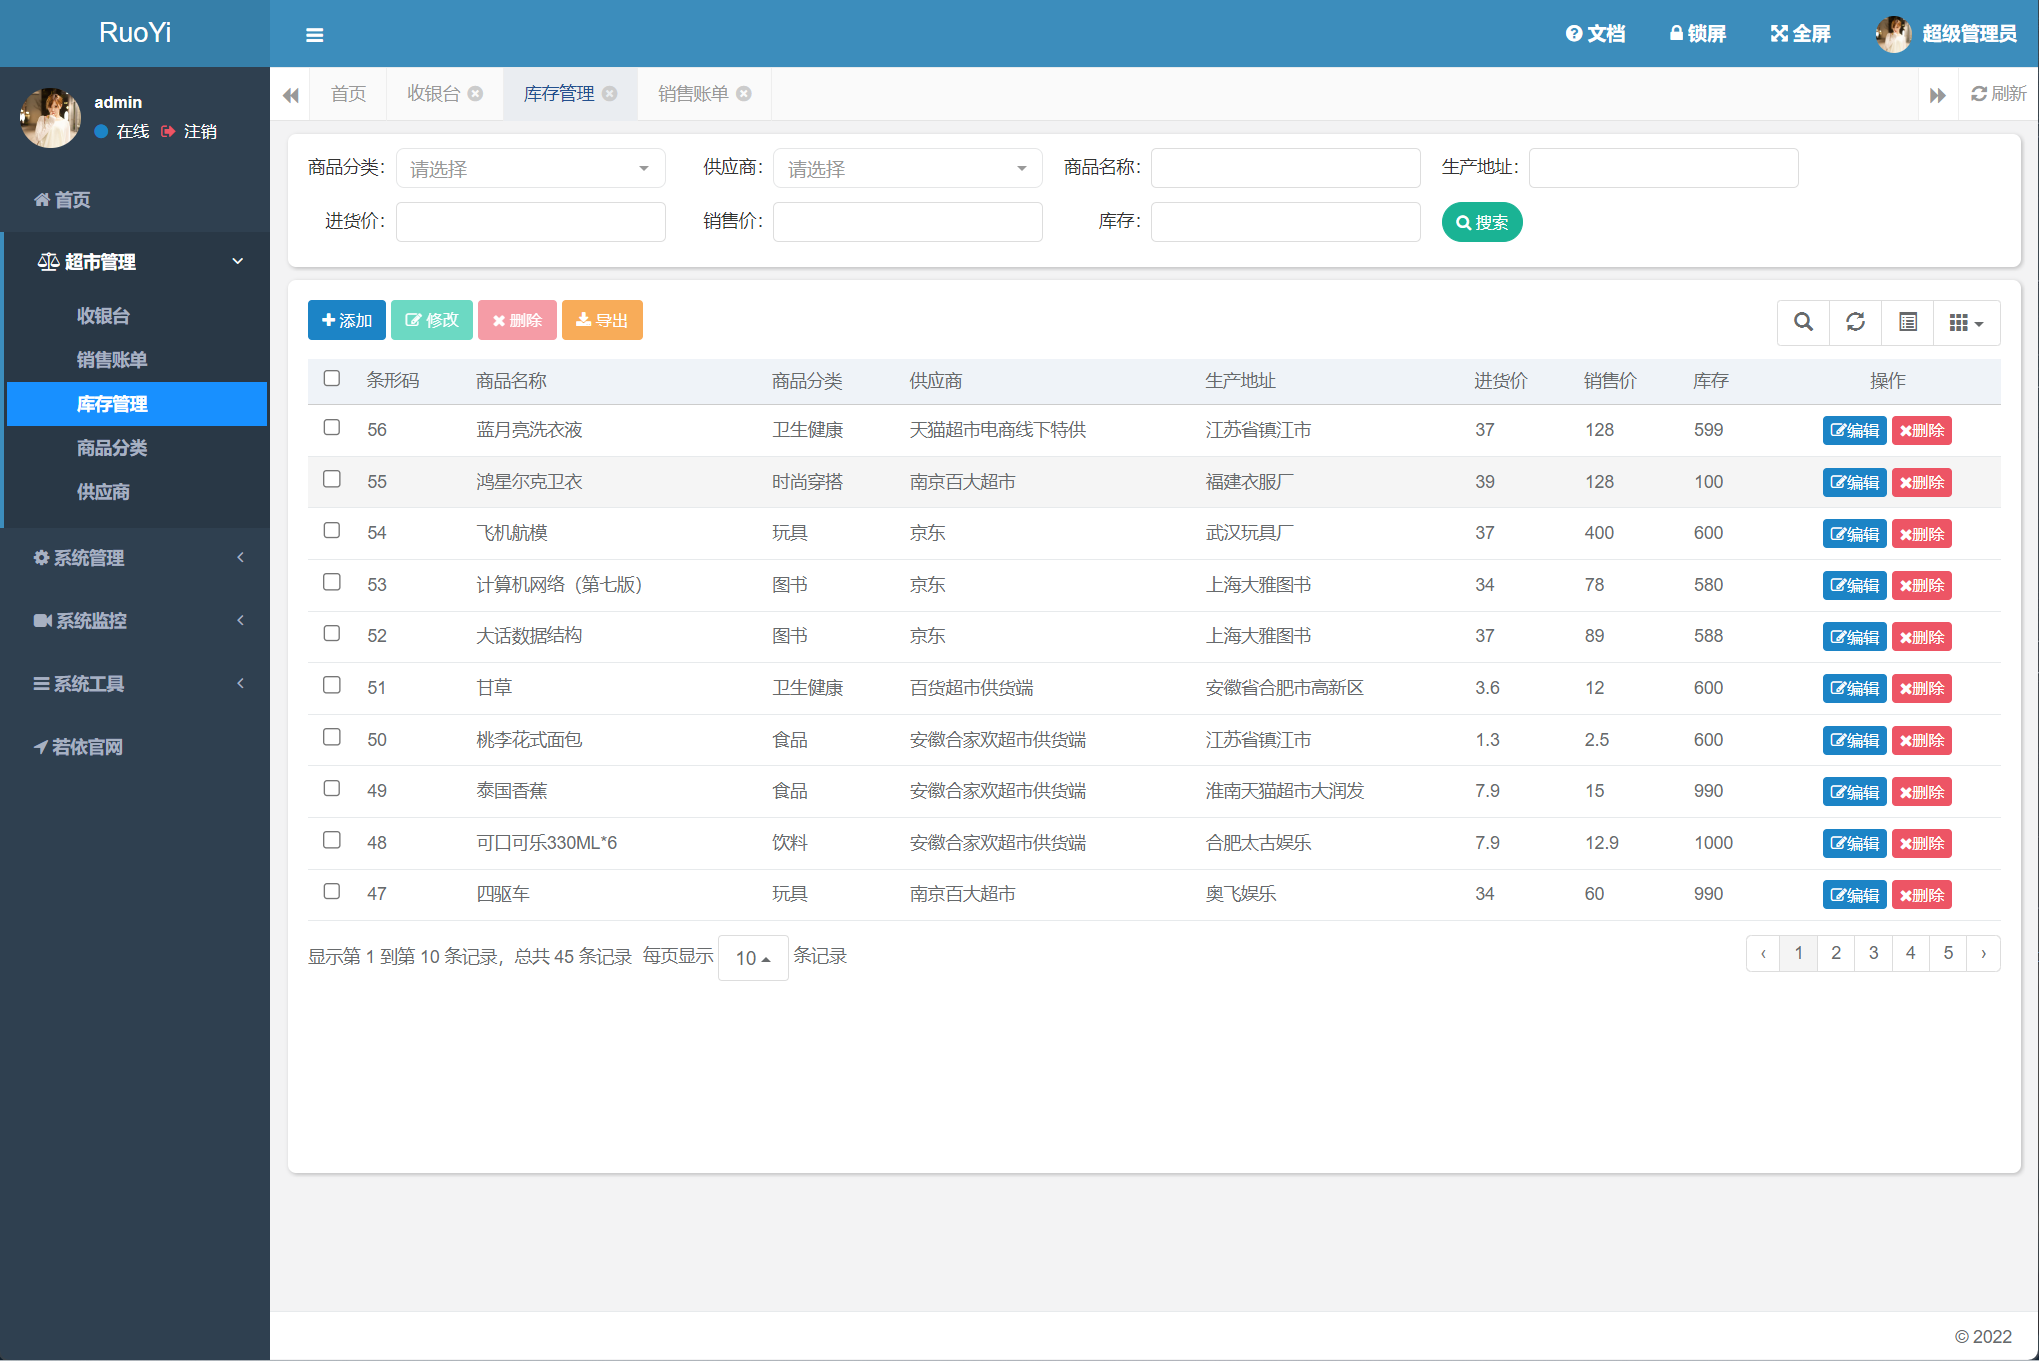 RuoYi
文档 锁屏 全屏 超级管理员
admin
在线 注销
首页
超市管理
收银台
销售账单
库存管理
商品分类
供应商
系统管理
系统监控
系统工具
若依官网
首页 收银台 库存管理 销售账单 刷新
商品分类： 请选择 供应商： 请选择 商品名称： 生产地址：
进货价： 销售价： 库存： 搜索
添加 修改 删除 导出
条形码 商品名称 商品分类 供应商 生产地址 进货价 销售价 库存 操作
56 蓝月亮洗衣液 卫生健康 天猫超市电商线下特供 江苏省镇江市 37 128 599 编辑 删除
55 鸿星尔克卫衣 时尚穿搭 南京百大超市 福建衣服厂 39 128 100 编辑 删除
54 飞机航模 玩具 京东 武汉玩具厂 37 400 600 编辑 删除
53 计算机网络（第七版） 图书 京东 上海大雅图书 34 78 580 编辑 删除
52 大话数据结构 图书 京东 上海大雅图书 37 89 588 编辑 删除
51 甘草 卫生健康 百货超市供货端 安徽省合肥市高新区 3.6 12 600 编辑 删除
50 桃李花式面包 食品 安徽合家欢超市供货端 江苏省镇江市 1.3 2.5 600 编辑 删除
49 泰国香蕉 食品 安徽合家欢超市供货端 淮南天猫超市大润发 7.9 15 990 编辑 删除
48 可口可乐330ML*6 饮料 安徽合家欢超市供货端 合肥太古娱乐 7.9 12.9 1000 编辑 删除
47 四驱车 玩具 南京百大超市 奥飞娱乐 34 60 990 编辑 删除
显示第 1 到第 10 条记录，总共 45 条记录 每页显示 10 条记录 ‹ 1 2 3 4 5 ›
© 2022